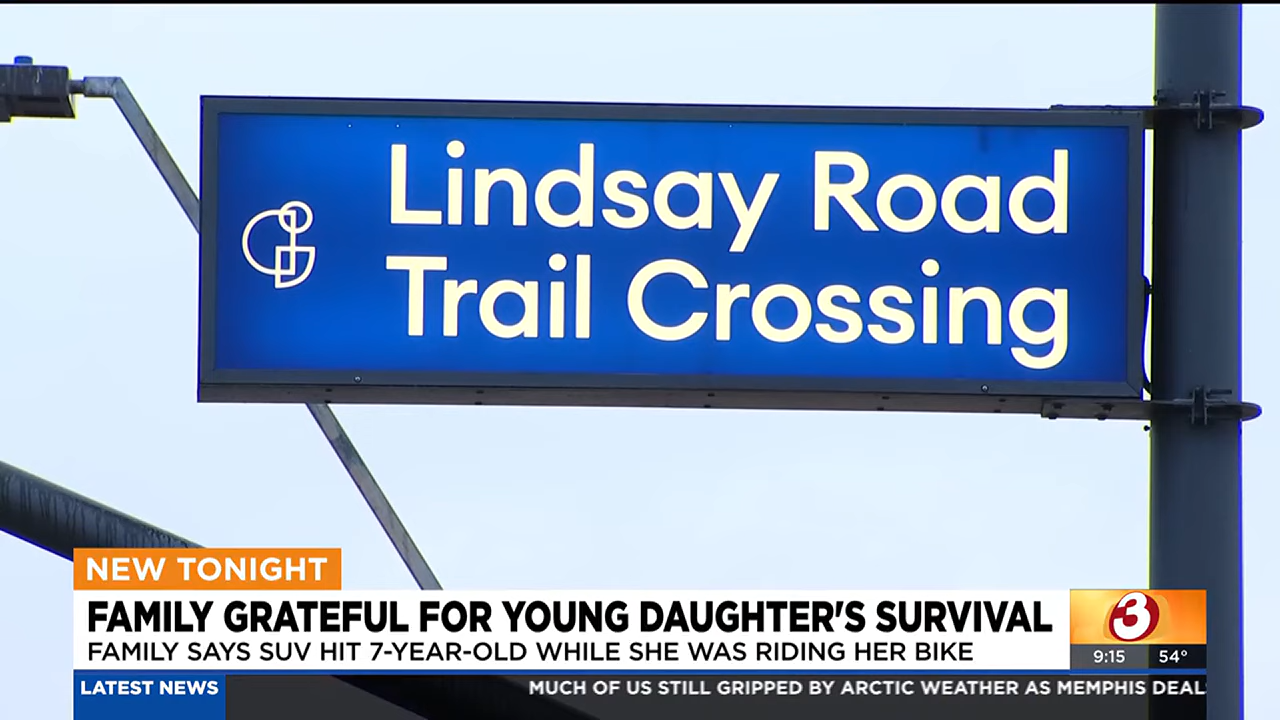 Lindsay Road
Trail Crossing
NEW TONIGHT
FAMILY GRATEFUL FOR YOUNG DAUGHTER'S SURVIVAL
FAMILY SAYS SUV HIT 7-YEAR-OLD WHILE SHE WAS RIDING HER BIKE
3
9:15 54°
LATEST NEWS MUCH OF US STILL GRIPPED BY ARCTIC WEATHER AS MEMPHIS DEAL